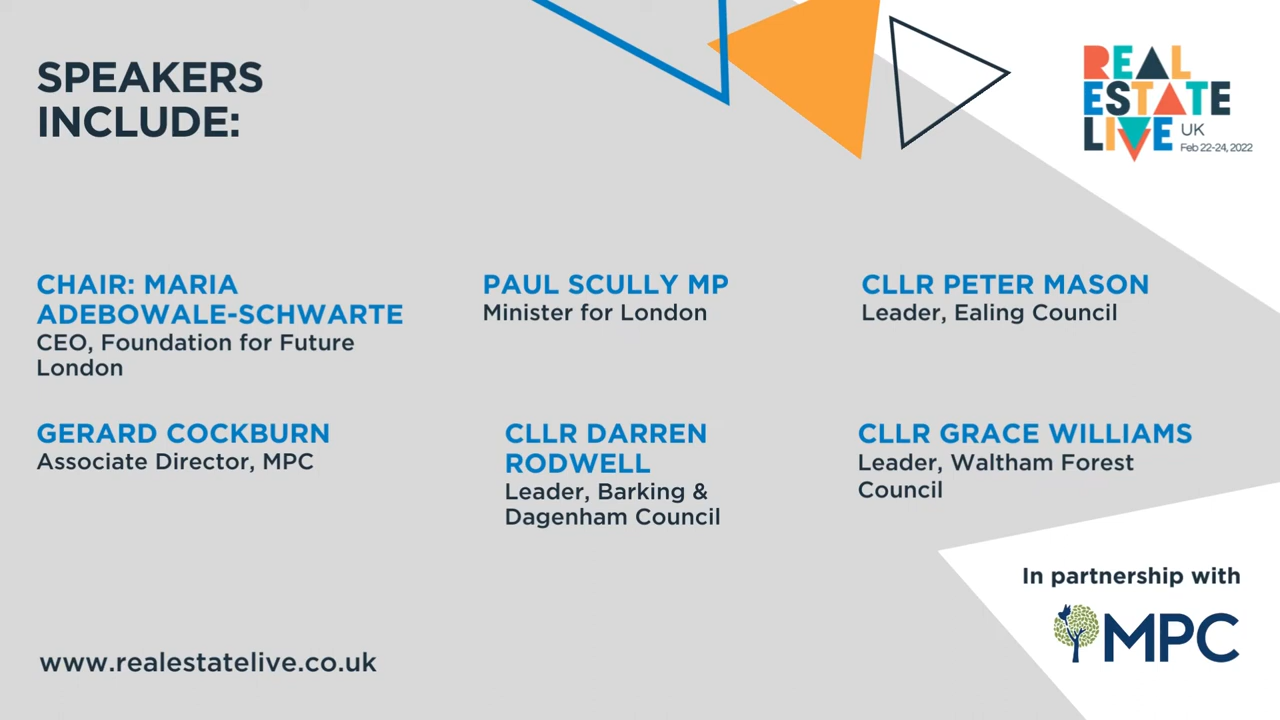 SPEAKERS
INCLUDE:
REAL
ESTATE
LIVE UK
Feb 22-24, 2022
CHAIR: MARIA
ADEBOWALE-SCHWARTE
CEO, Foundation for Future
London
PAUL SCULLY MP
Minister for London
CLLR PETER MASON
Leader, Ealing Council
GERARD COCKBURN
Associate Director, MPC
CLLR DARREN
RODWELL
Leader, Barking &
Dagenham Council
CLLR GRACE WILLIAMS
Leader, Waltham Forest
Council
In partnership with
MPC
www.realestatelive.co.uk